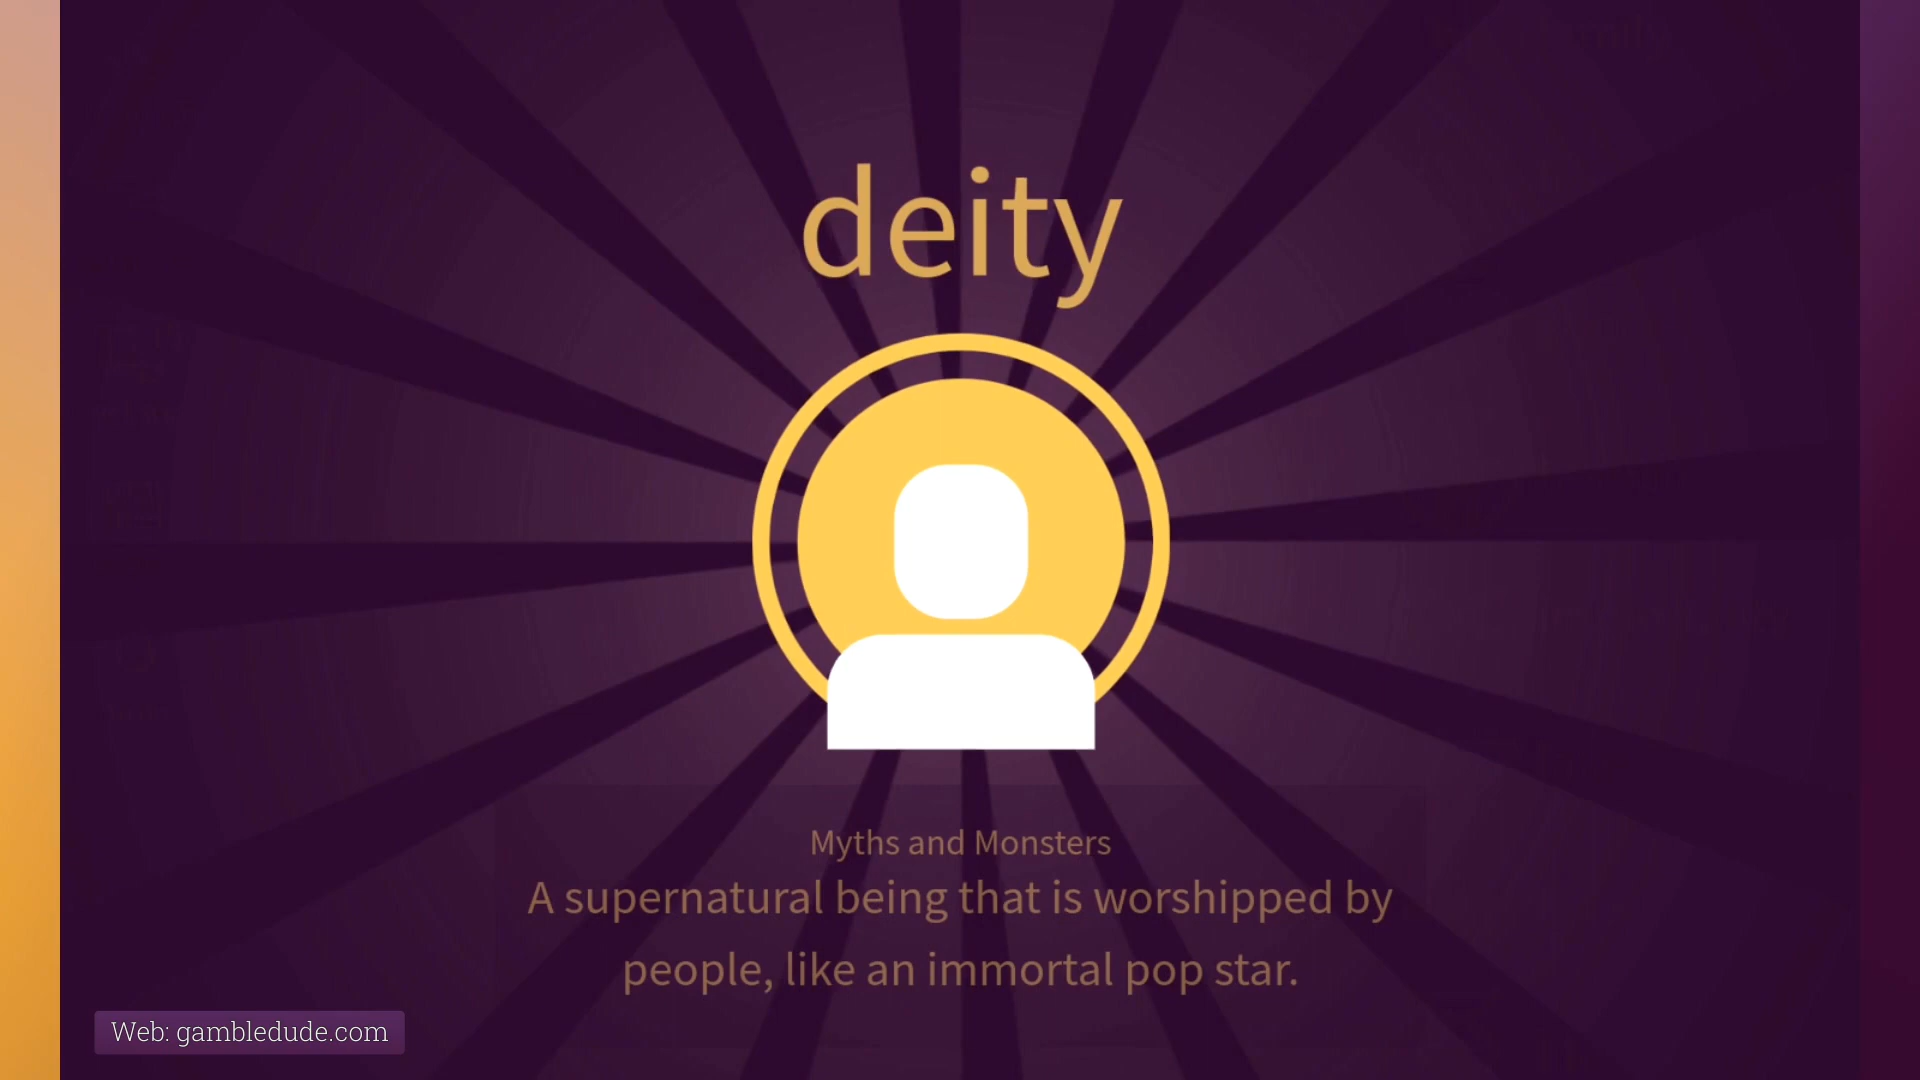 deity
Myths and Monsters
A supernatural being that is worshipped by
people, like an immortal pop star.
Web: gambledude.com